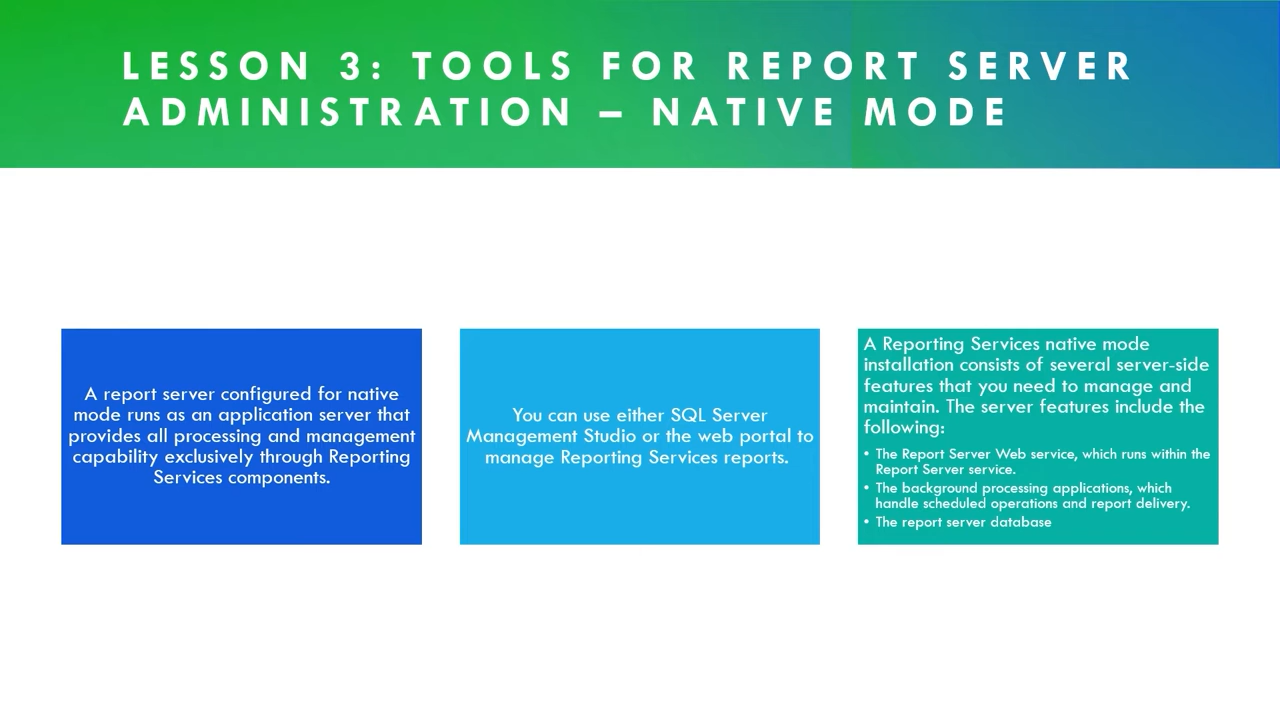 LESSON 3: TOOLS FOR REPORT SERVER
ADMINISTRATION – NATIVE MODE
A report server configured for native
mode runs as an application server that
provides all processing and management
capability exclusively through Reporting
Services components.
You can use either SQL Server
Management Studio or the web portal to
manage Reporting Services reports.
A Reporting Services native mode
installation consists of several server-side
features that you need to manage and
maintain. The server features include the
following:
• The Report Server Web service, which runs within the
Report Server service.
• The background processing applications, which
handle scheduled operations and report delivery.
• The report server database